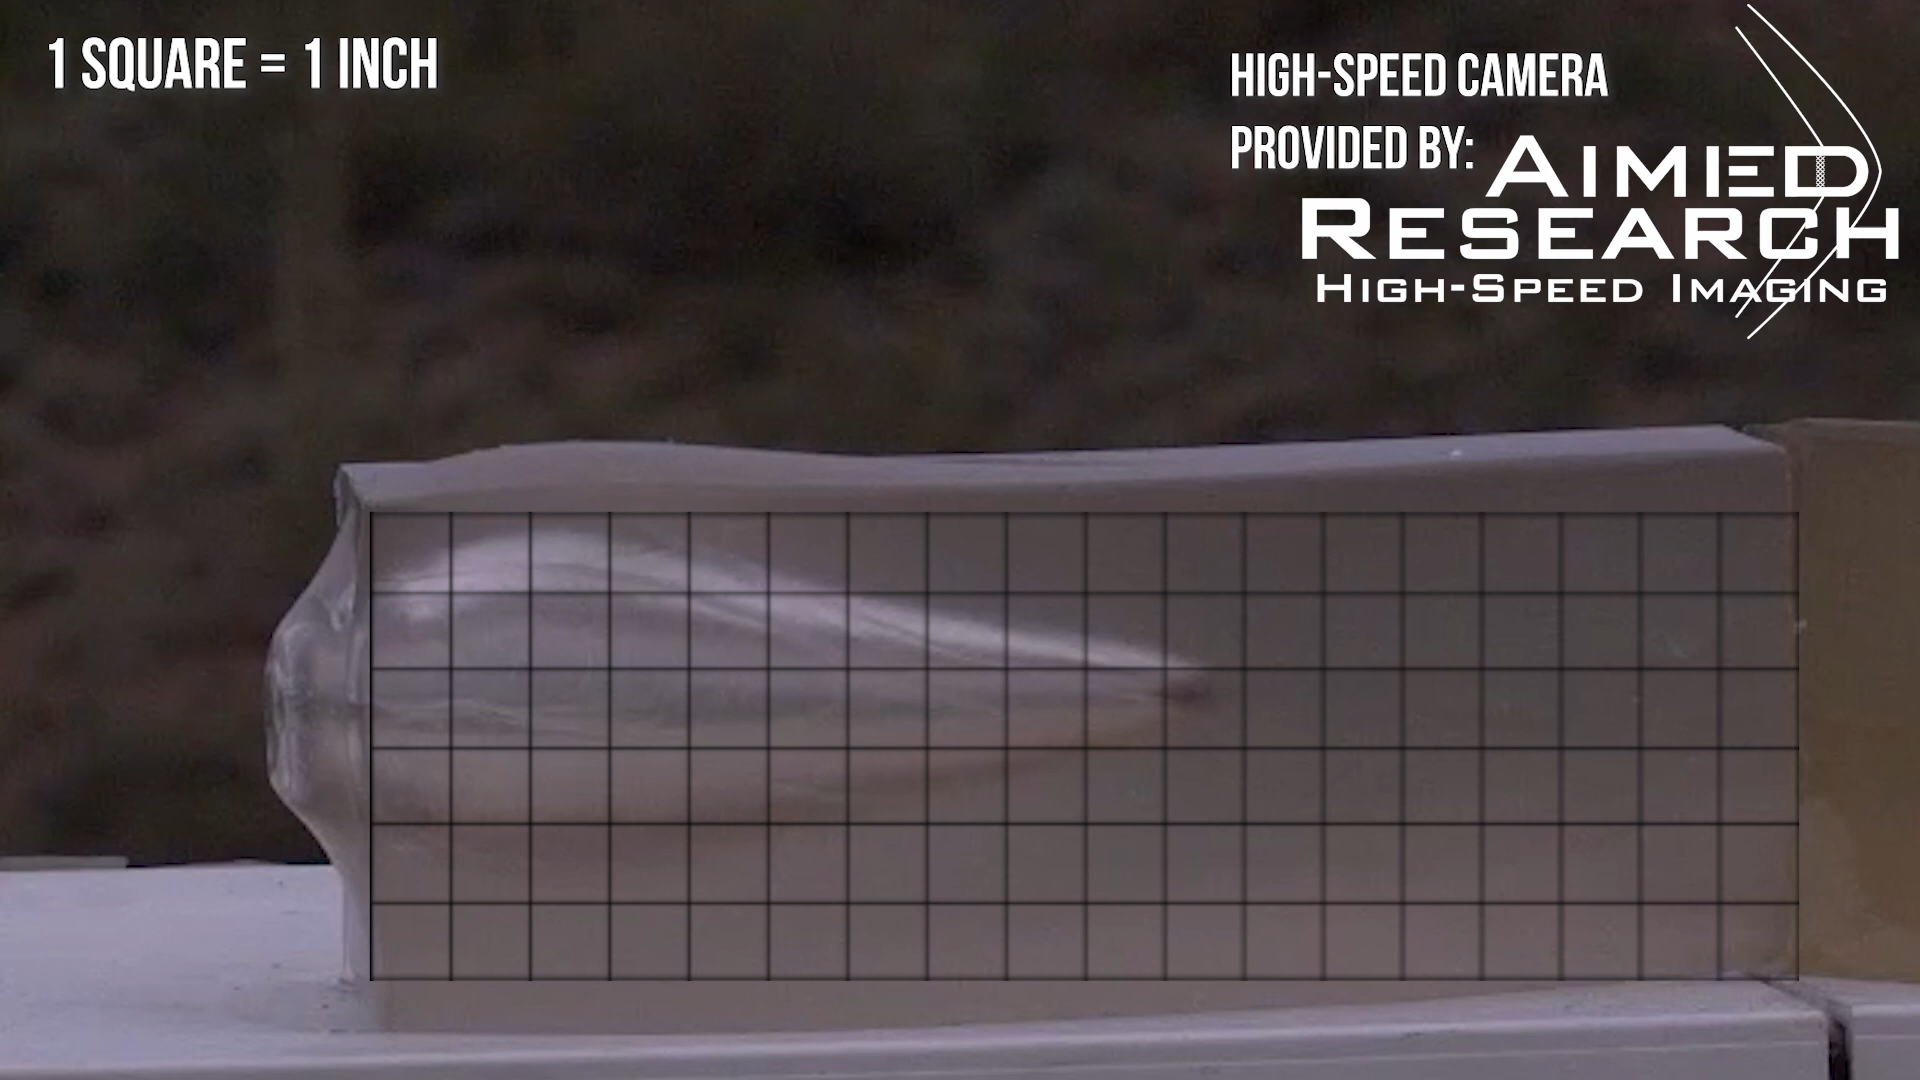 1 SQUARE = 1 INCH
HIGH-SPEED CAMERA
PROVIDED BY:
AIMED
RESEARCH
HIGH-SPEED IMAGING